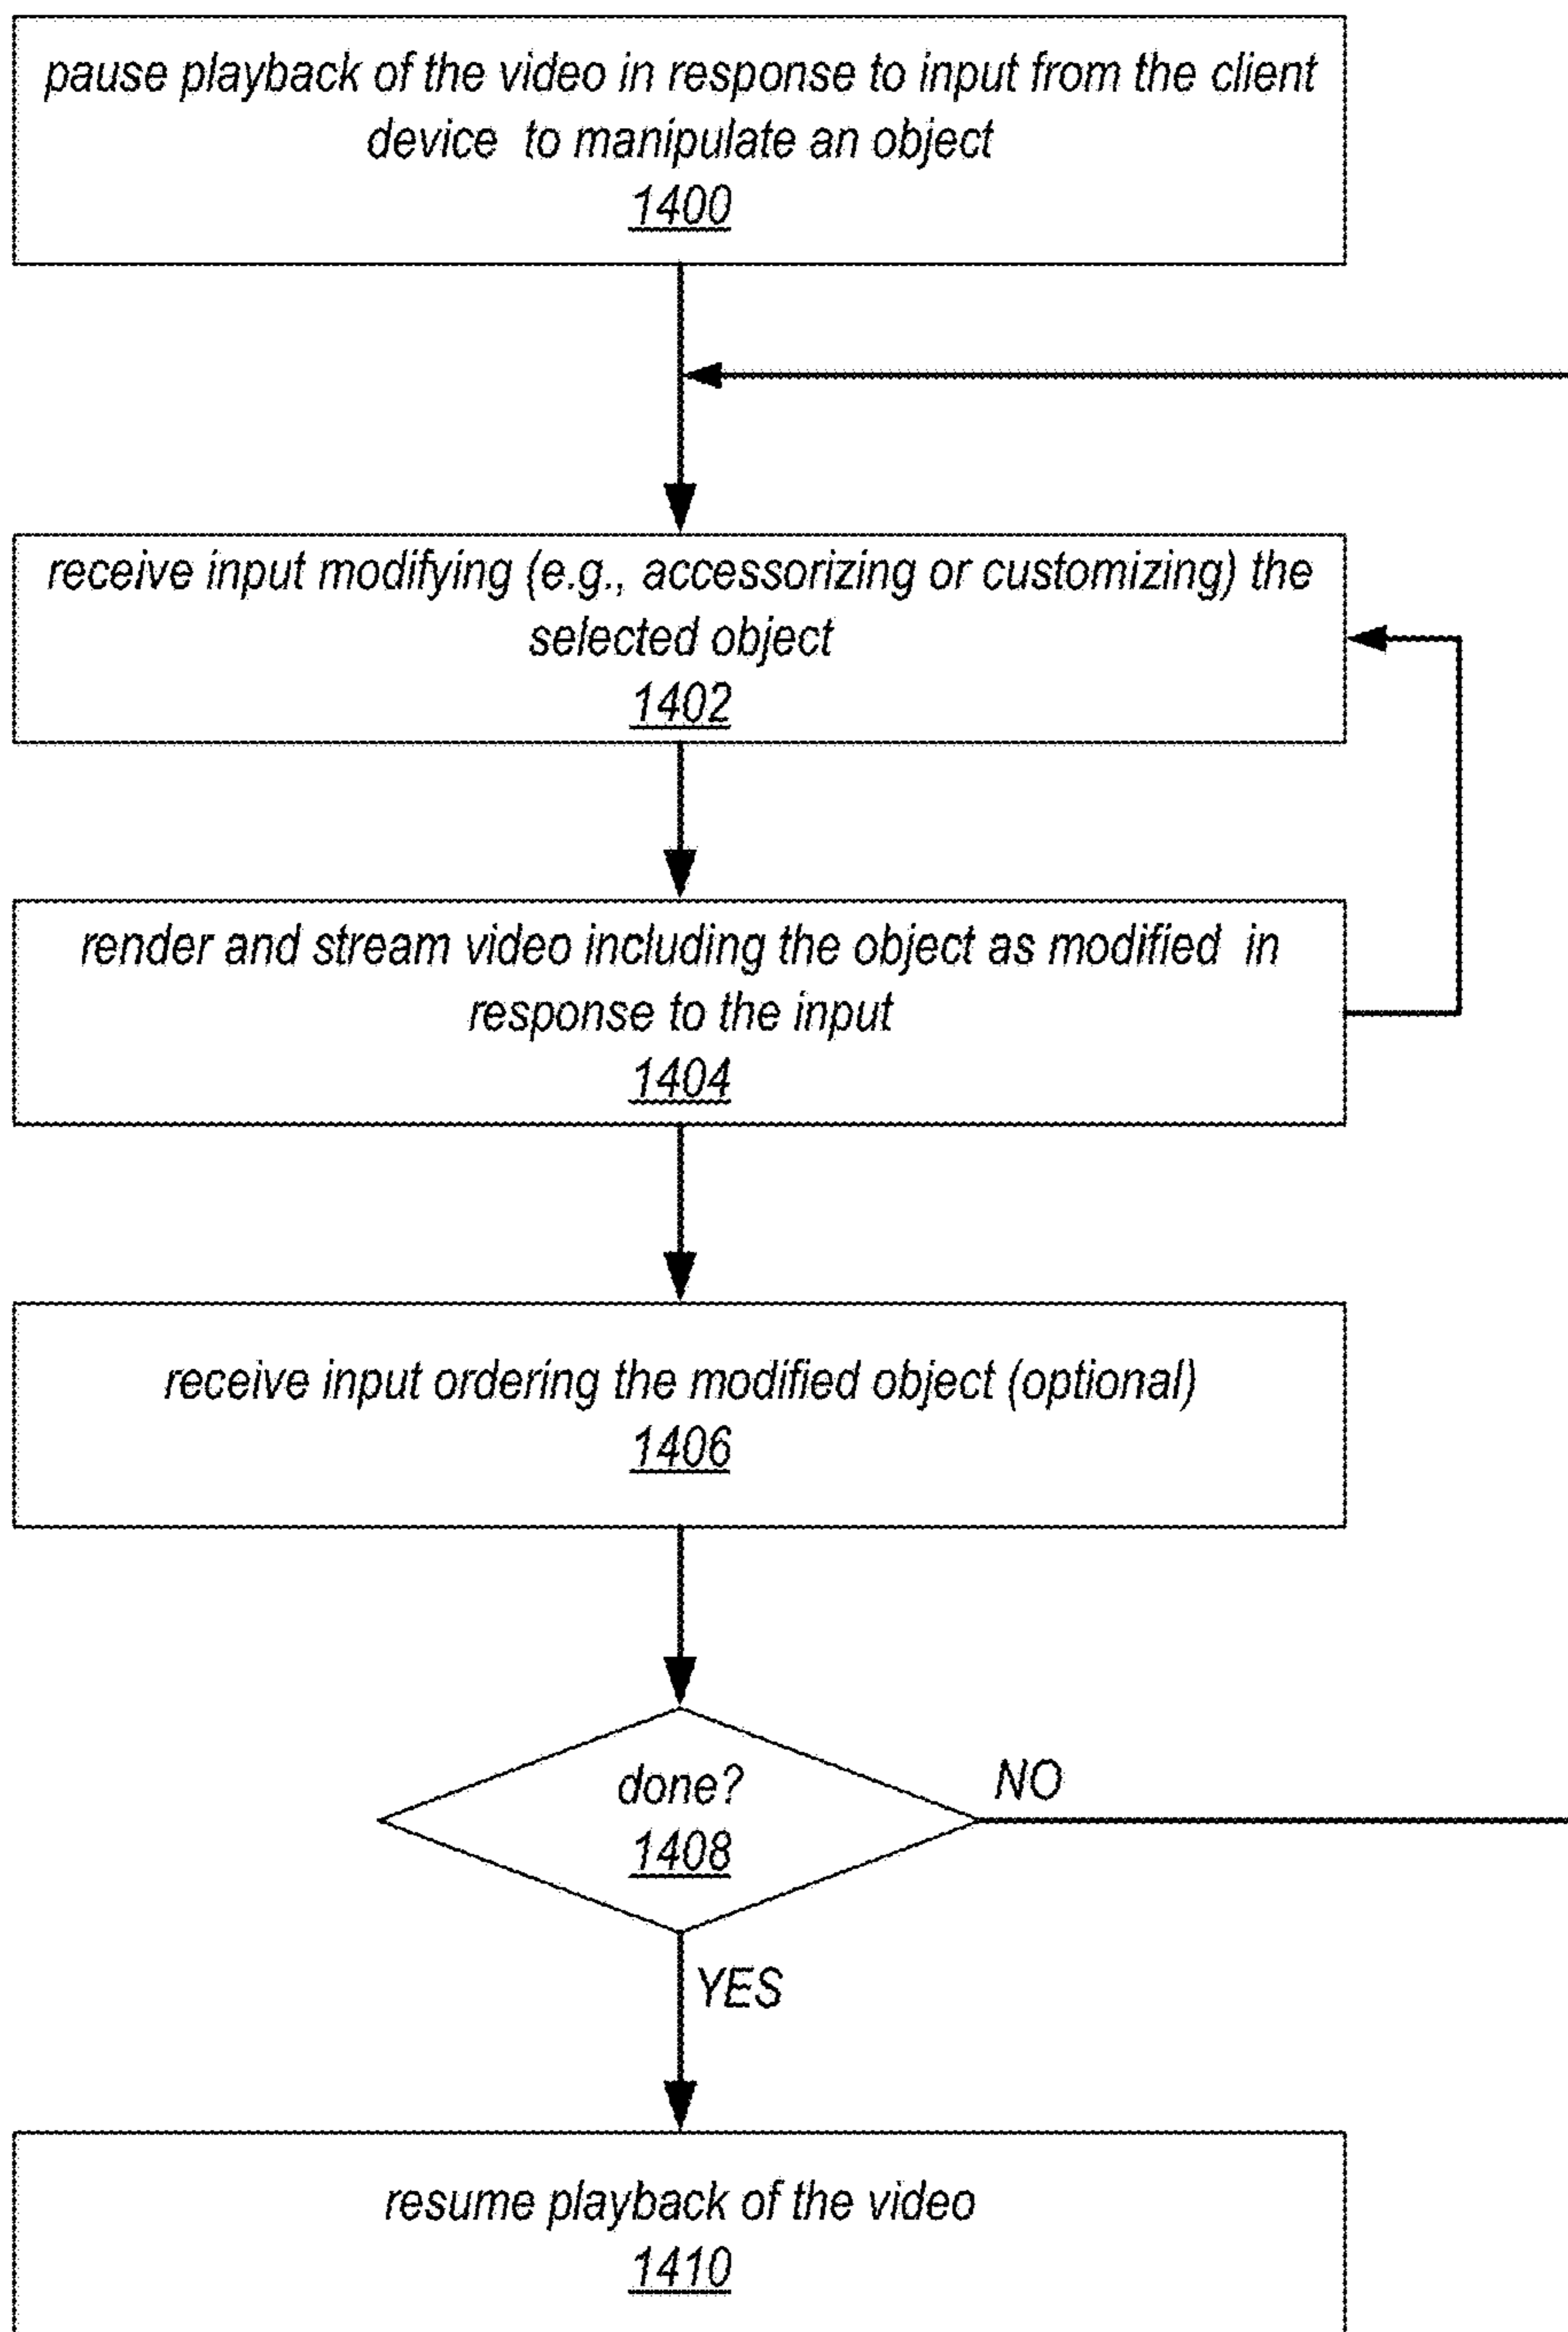 pause playback of the video in response to input from the client
device to manipulate an object
1400
receive input modifying (e.g., accessorizing or customizing) the
selected object
1402
render and stream video including the object as modified in
response to the input
1404
receive input ordering the modified object (optional)
1406
done?
1408
NO
YES
resume playback of the video
1410